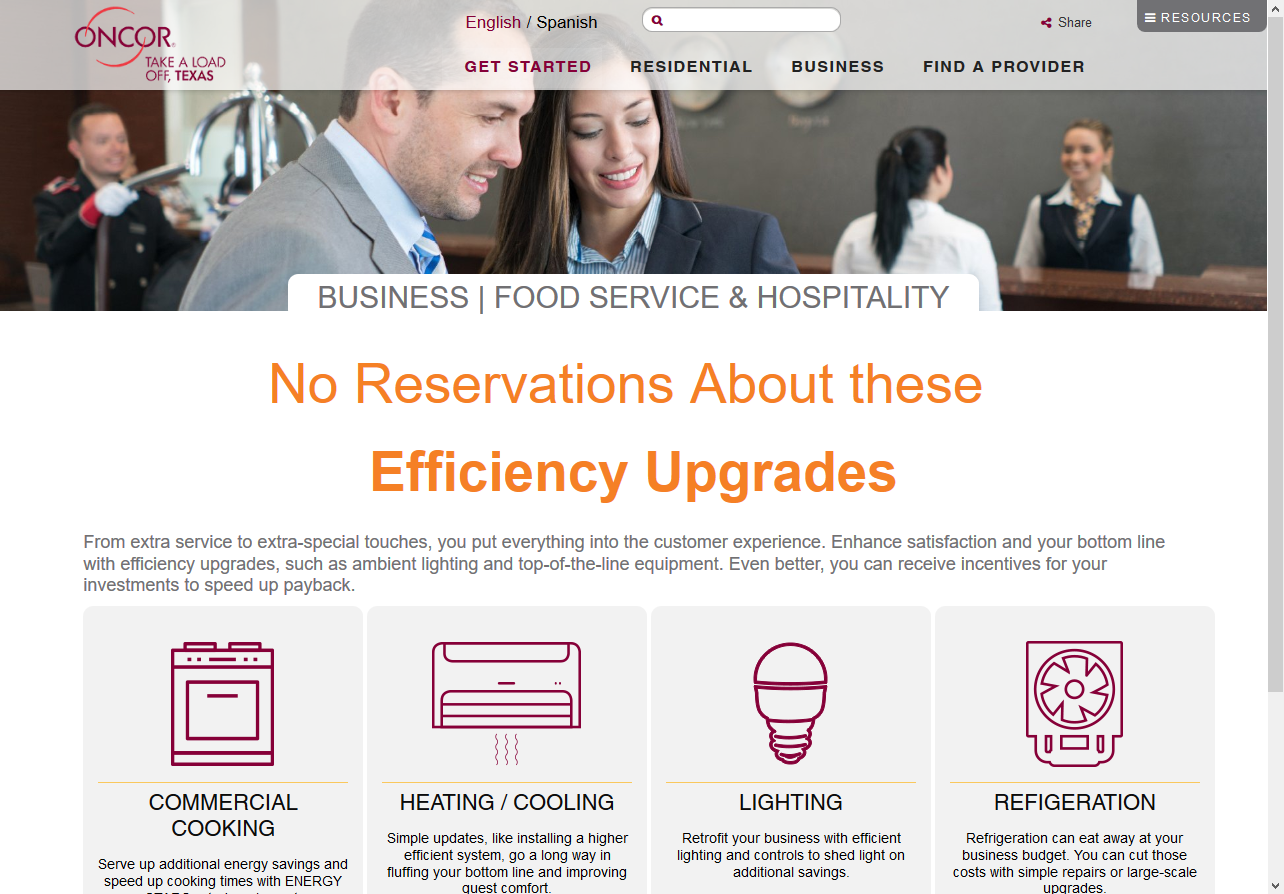 ONCOR
TAKE A LOAD
OFF, TEXAS
English / Spanish
Share
RESOURCES
GET STARTED
RESIDENTIAL
BUSINESS
FIND A PROVIDER
BUSINESS | FOOD SERVICE & HOSPITALITY
No Reservations About these
Efficiency Upgrades
From extra service to extra-special touches, you put everything into the customer experience. Enhance satisfaction and your bottom line
with efficiency upgrades, such as ambient lighting and top-of-the-line equipment. Even better, you can receive incentives for your
investments to speed up payback.
COMMERCIAL
COOKING
Serve up additional energy savings and
speed up cooking times with ENERGY
HEATING / COOLING
Simple updates, like installing a higher
efficient system, go a long way in
fluffing your bottom line and improving
guest comfort.
LIGHTING
Retrofit your business with efficient
lighting and controls to shed light on
additional savings.
REFIGERATION
Refrigeration can eat away at your
business budget. You can cut those
costs with simple repairs or large-scale
upgrades.